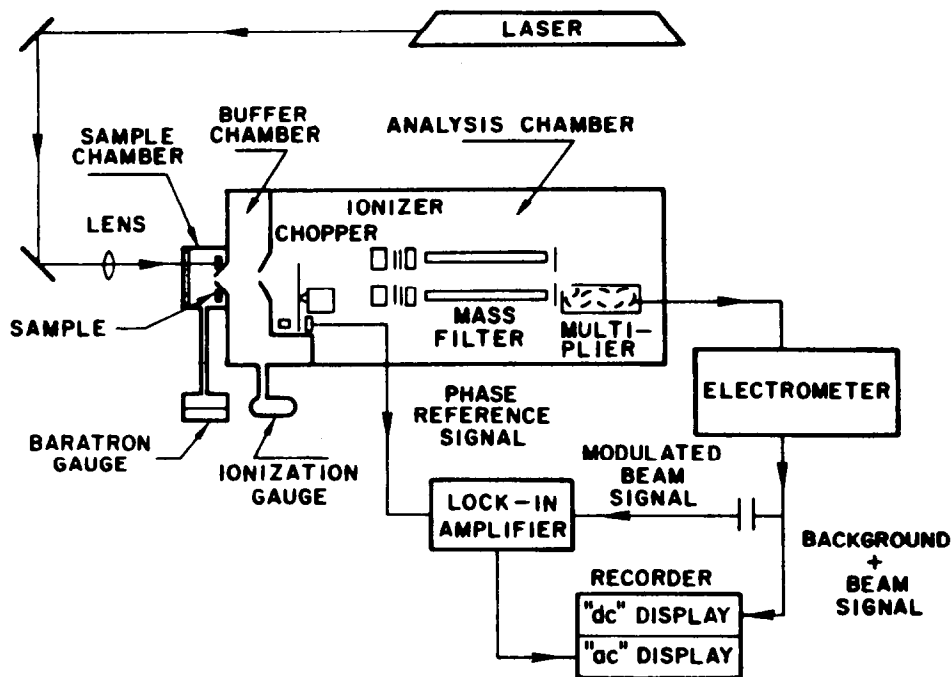 LASER
BUFFER
CHAMBER
ANALYSIS CHAMBER
SAMPLE
CHAMBER
IONIZER
LENS
CHOPPER
SAMPLE
MASS
FILTER
MULTI-
PLIER
ELECTROMETER
PHASE
REFERENCE
SIGNAL
BARATRON
GAUGE
IONIZATION
GAUGE
MODULATED
BEAM
SIGNAL
LOCK-IN
AMPLIFIER
BACKGROUND
+
BEAM
SIGNAL
RECORDER
"dc" DISPLAY
"ac" DISPLAY